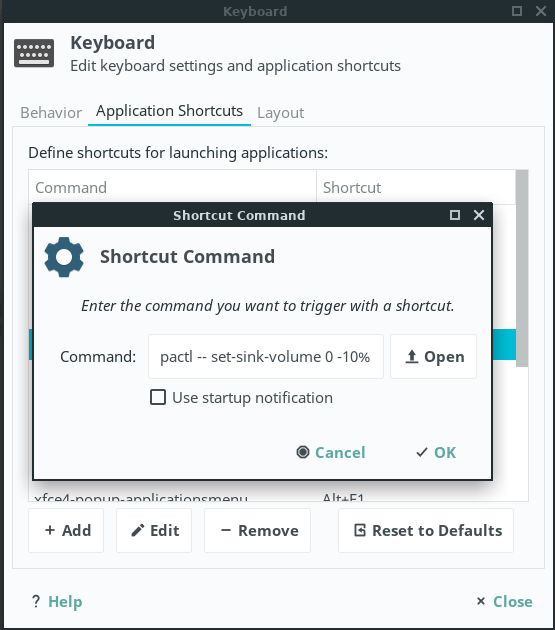 Keyboard
Keyboard
Edit keyboard settings and application shortcuts
Behavior Application Shortcuts Layout
Define shortcuts for launching applications:
Command Shortcut
Shortcut Command
Shortcut Command
Enter the command you want to trigger with a shortcut.
Command: pactl -- set-sink-volume 0 -10% Open
Use startup notification
Cancel OK
xfce4-popup-applicationsmenu Alt+F1
Add Edit Remove Reset to Defaults
? Help Close